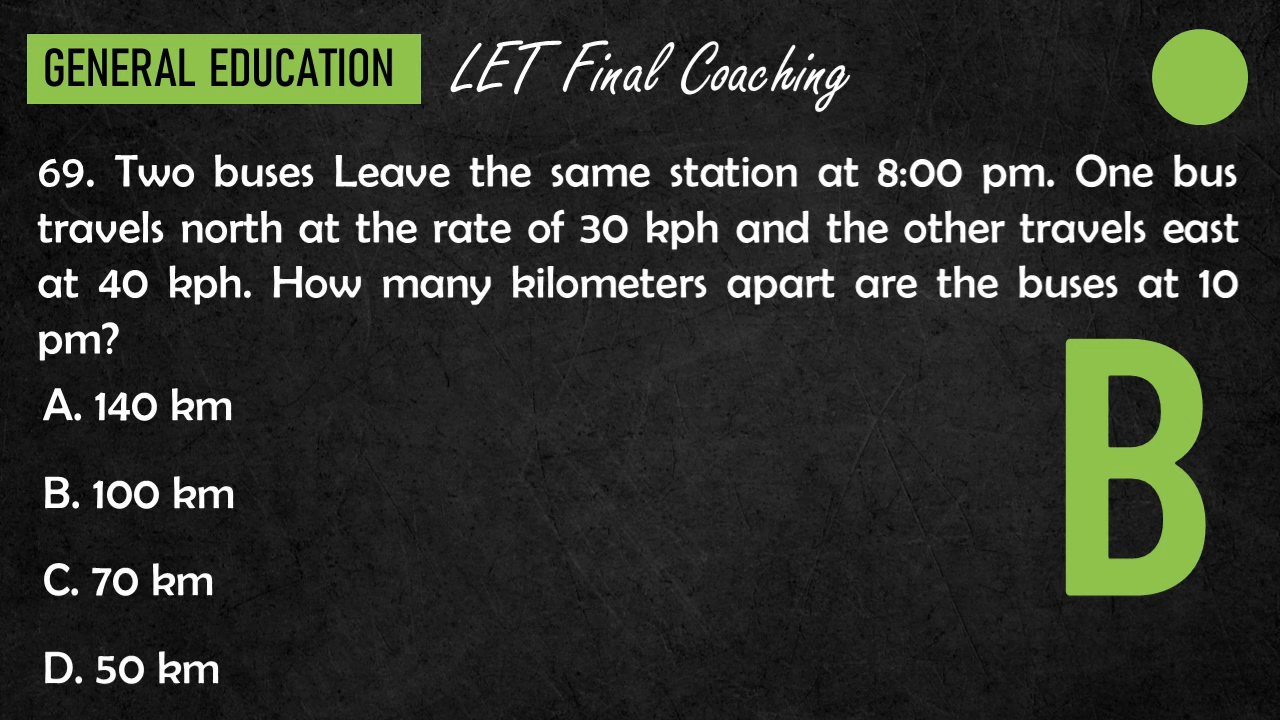 GENERAL EDUCATION
LET Final Coaching
69. Two buses Leave the same station at 8:00 pm. One bus
travels north at the rate of 30 kph and the other travels east
at 40 kph. How many kilometers apart are the buses at 10
pm?
A. 140 km
B. 100 km
C. 70 km
D. 50 km
B